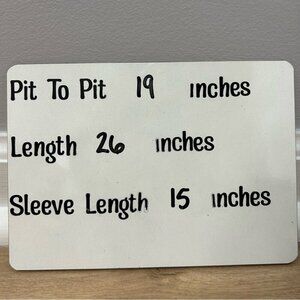 Pit To Pit 19 inches
Length 26 inches
Sleeve Length 15 inches